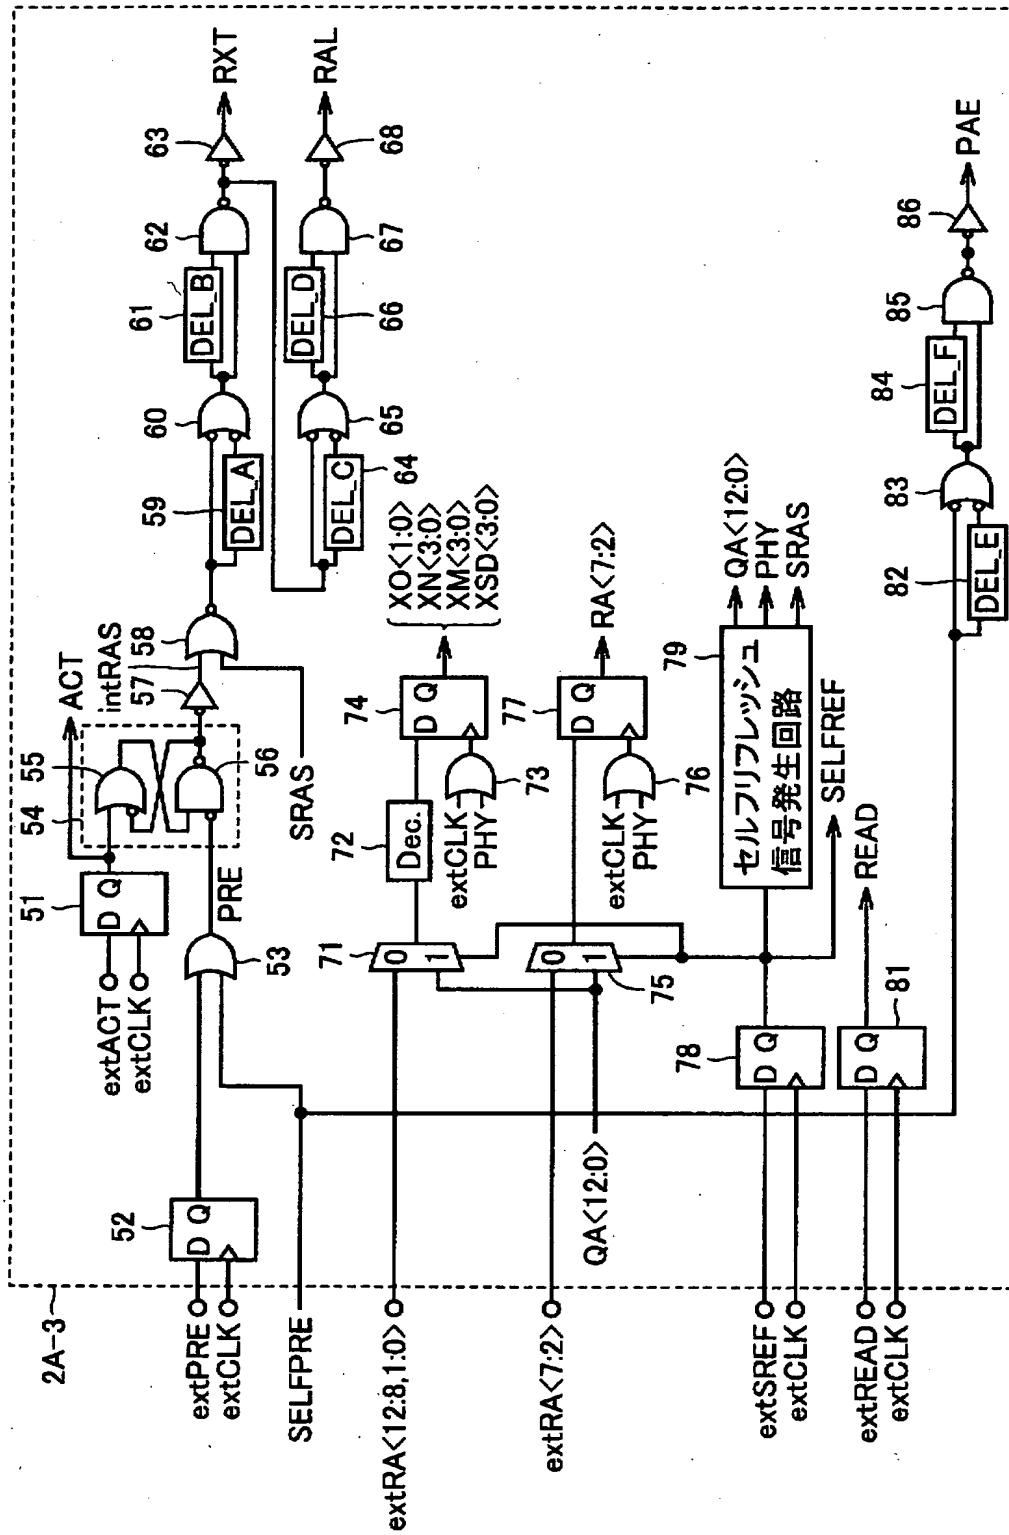 2A-3
extPRE
extCLK
52
D Q
SELFPRE
extACT
extCLK
51
D Q
ACT
53
PRE
54
55
56
intRAS
57
58
SRAS
59
DEL_A
60
61
DEL_B
62
63
RXT
64
DEL_C
65
66
DEL_D
67
68
RAL
extRA<12:8,1:0>
71
0
1
72
Dec.
extCLK
PHY
73
74
D Q
XO<1:0>
XN<3:0>
XM<3:0>
XSD<3:0>
extRA<7:2>
QA<12:0>
75
0
1
extCLK
PHY
76
77
D Q
RA<7:2>
extSREF
extCLK
78
D Q
79
セルフリフレッシュ
信号発生回路
QA<12:0>
PHY
SRAS
SELFREF
extREAD
extCLK
81
D Q
READ
82
DEL_E
83
84
DEL_F
85
86
PAE